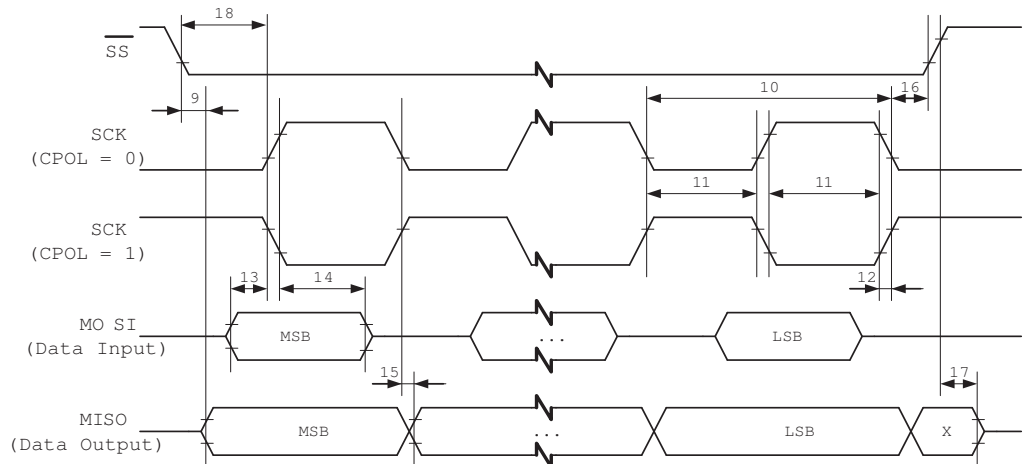 18
SS
9
10
16
SCK
(CPOL = 0)
11
11
SCK
(CPOL = 1)
13
14
12
MO SI
(Data Input)
MSB
...
LSB
15
17
MISO
(Data Output)
MSB
...
LSB
X